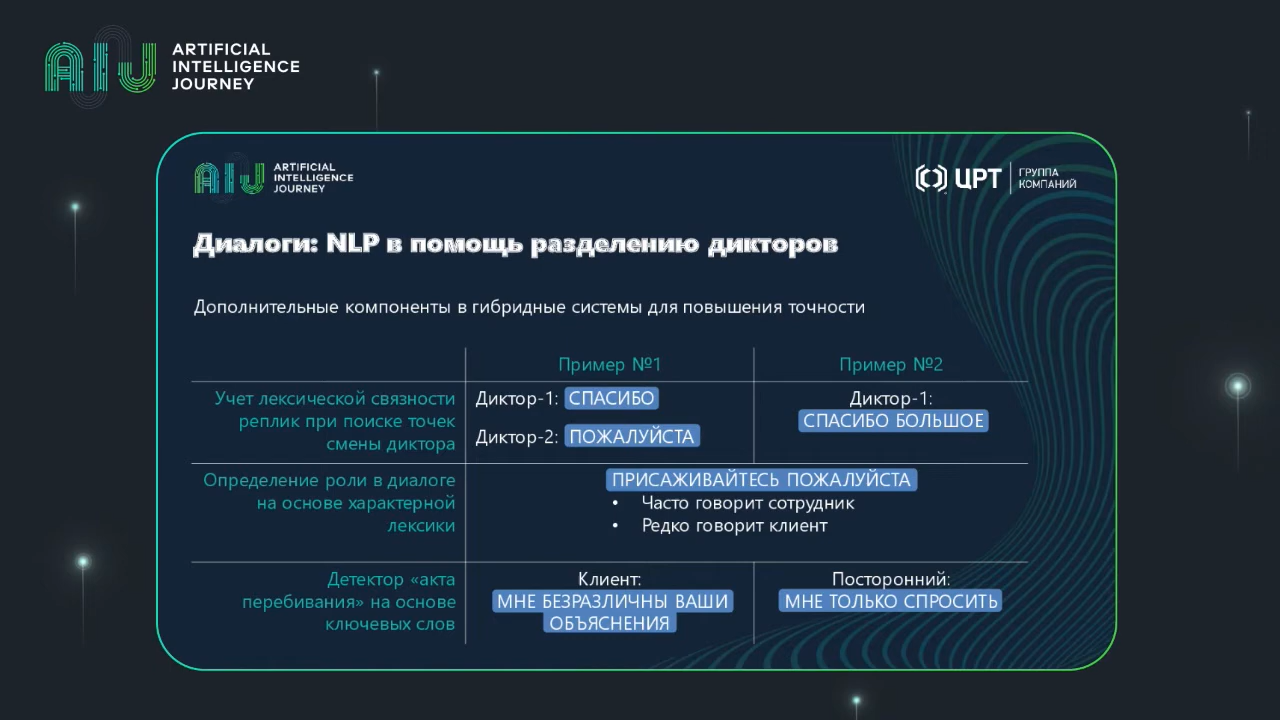 ARTIFICIAL
INTELLIGENCE
JOURNEY
ARTIFICIAL
INTELLIGENCE
JOURNEY
ЦРТ
ГРУППА
КОМПАНИЙ
Диалоги: NLP в помощь разделению дикторов
Дополнительные компоненты в гибридные системы для повышения точности
Пример №1
Пример №2
Учет лексической связности
реплик при поиске точек
смены диктора
Диктор-1: СПАСИБО
Диктор-2: ПОЖАЛУЙСТА
Диктор-1:
СПАСИБО БОЛЬШОЕ
Определение роли в диалоге
на основе характерной
лексики
ПРИСАЖИВАЙТЕСЬ ПОЖАЛУЙСТА
• Часто говорит сотрудник
• Редко говорит клиент
Детектор «акта
перебивания» на основе
ключевых слов
Клиент:
МНЕ БЕЗРАЗЛИЧНЫ ВАШИ
ОБЪЯСНЕНИЯ
Посторонний:
МНЕ ТОЛЬКО СПРОСИТЬ